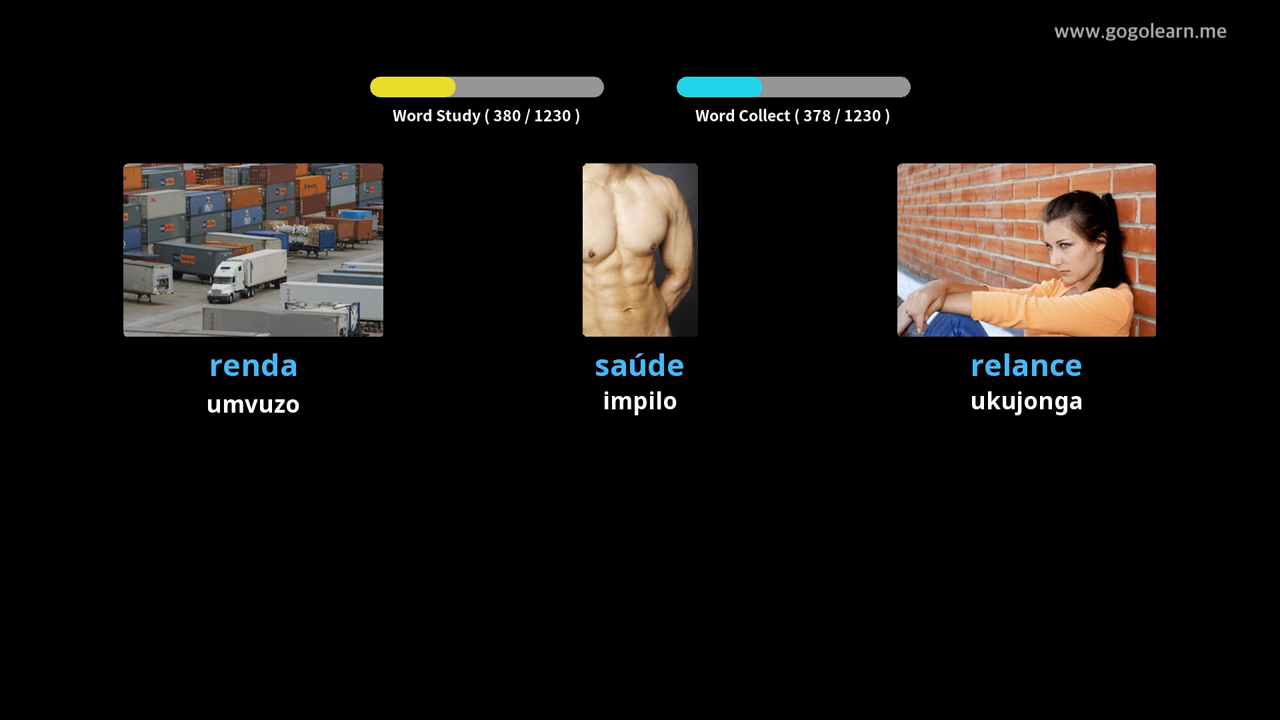 www.gogolearn.me
Word Study ( 380 / 1230 )
Word Collect ( 378 / 1230 )
renda
saúde
relance
umvuzo
impilo
ukujonga